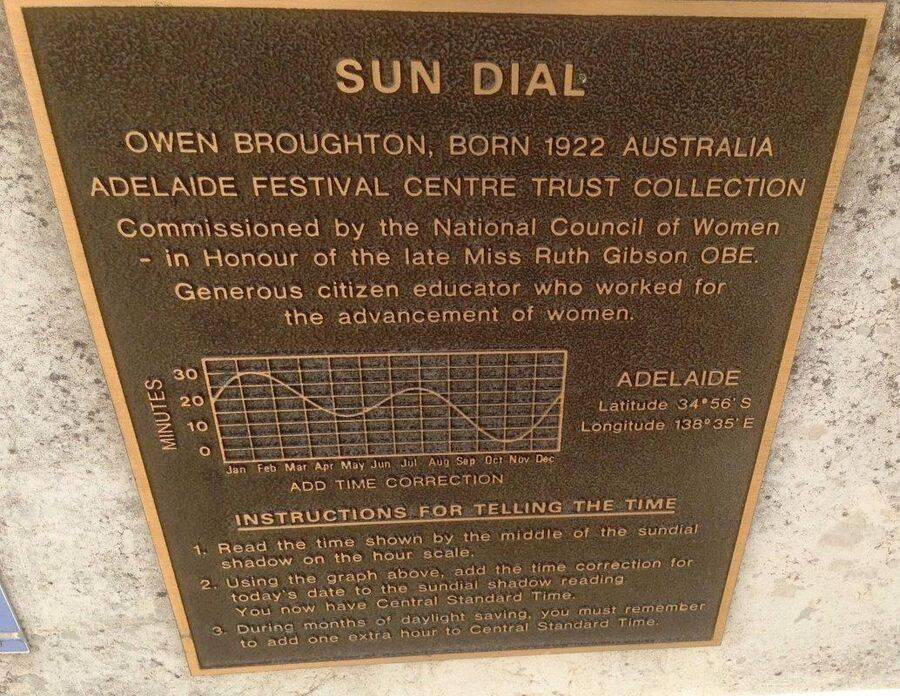 SUN DIAL
OWEN BROUGHTON, BORN 1922 AUSTRALIA
ADELAIDE FESTIVAL CENTRE TRUST COLLECTION
Commissioned by the National Council of Women
- in Honour of the late Miss Ruth Gibson OBE.
Generous citizen educator who worked for
the advancement of women.
MINUTES
30
20
10
0
Jan Feb Mar Apr May Jun Jul Aug Sep Oct Nov Dec
ADD TIME CORRECTION
ADELAIDE
Latitude 34°56' S
Longitude 138°35' E
INSTRUCTIONS FOR TELLING THE TIME
1. Read the time shown by the middle of the sundial
shadow on the hour scale.
2. Using the graph above, add the time correction for
today's date to the sundial shadow reading
You now have Central Standard Time.
3. During months of daylight saving, you must remember
to add one extra hour to Central Standard Time.